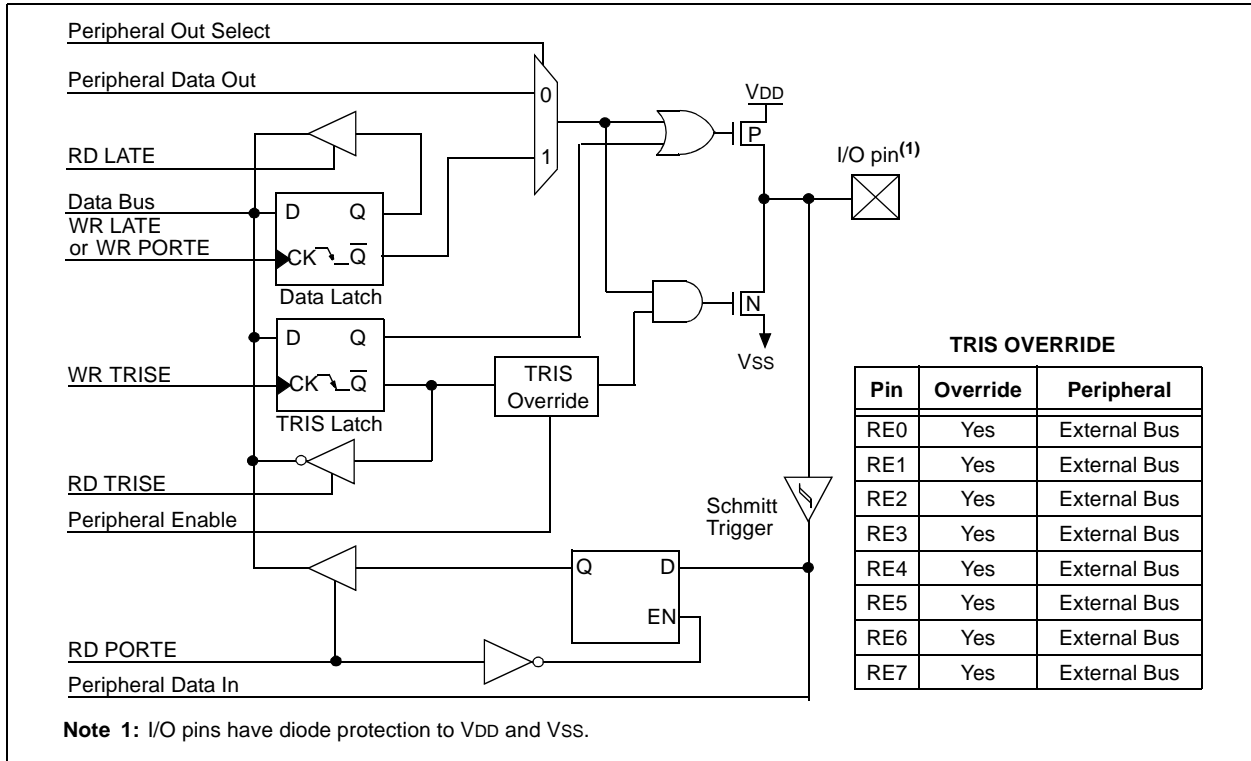 Peripheral Out Select
Peripheral Data Out
0
1
VDD
P
I/O pin(1)
RD LATE
Data Bus
WR LATE
or WR PORTE
D Q
CK Q̅
Data Latch
N
VSS
D Q
CK Q̅
TRIS Latch
WR TRISE
TRIS
Override
RD TRISE
Peripheral Enable
Schmitt
Trigger
Q D
EN
RD PORTE
Peripheral Data In
TRIS OVERRIDE
Pin Override Peripheral
RE0 Yes External Bus
RE1 Yes External Bus
RE2 Yes External Bus
RE3 Yes External Bus
RE4 Yes External Bus
RE5 Yes External Bus
RE6 Yes External Bus
RE7 Yes External Bus
Note 1: I/O pins have diode protection to VDD and VSS.